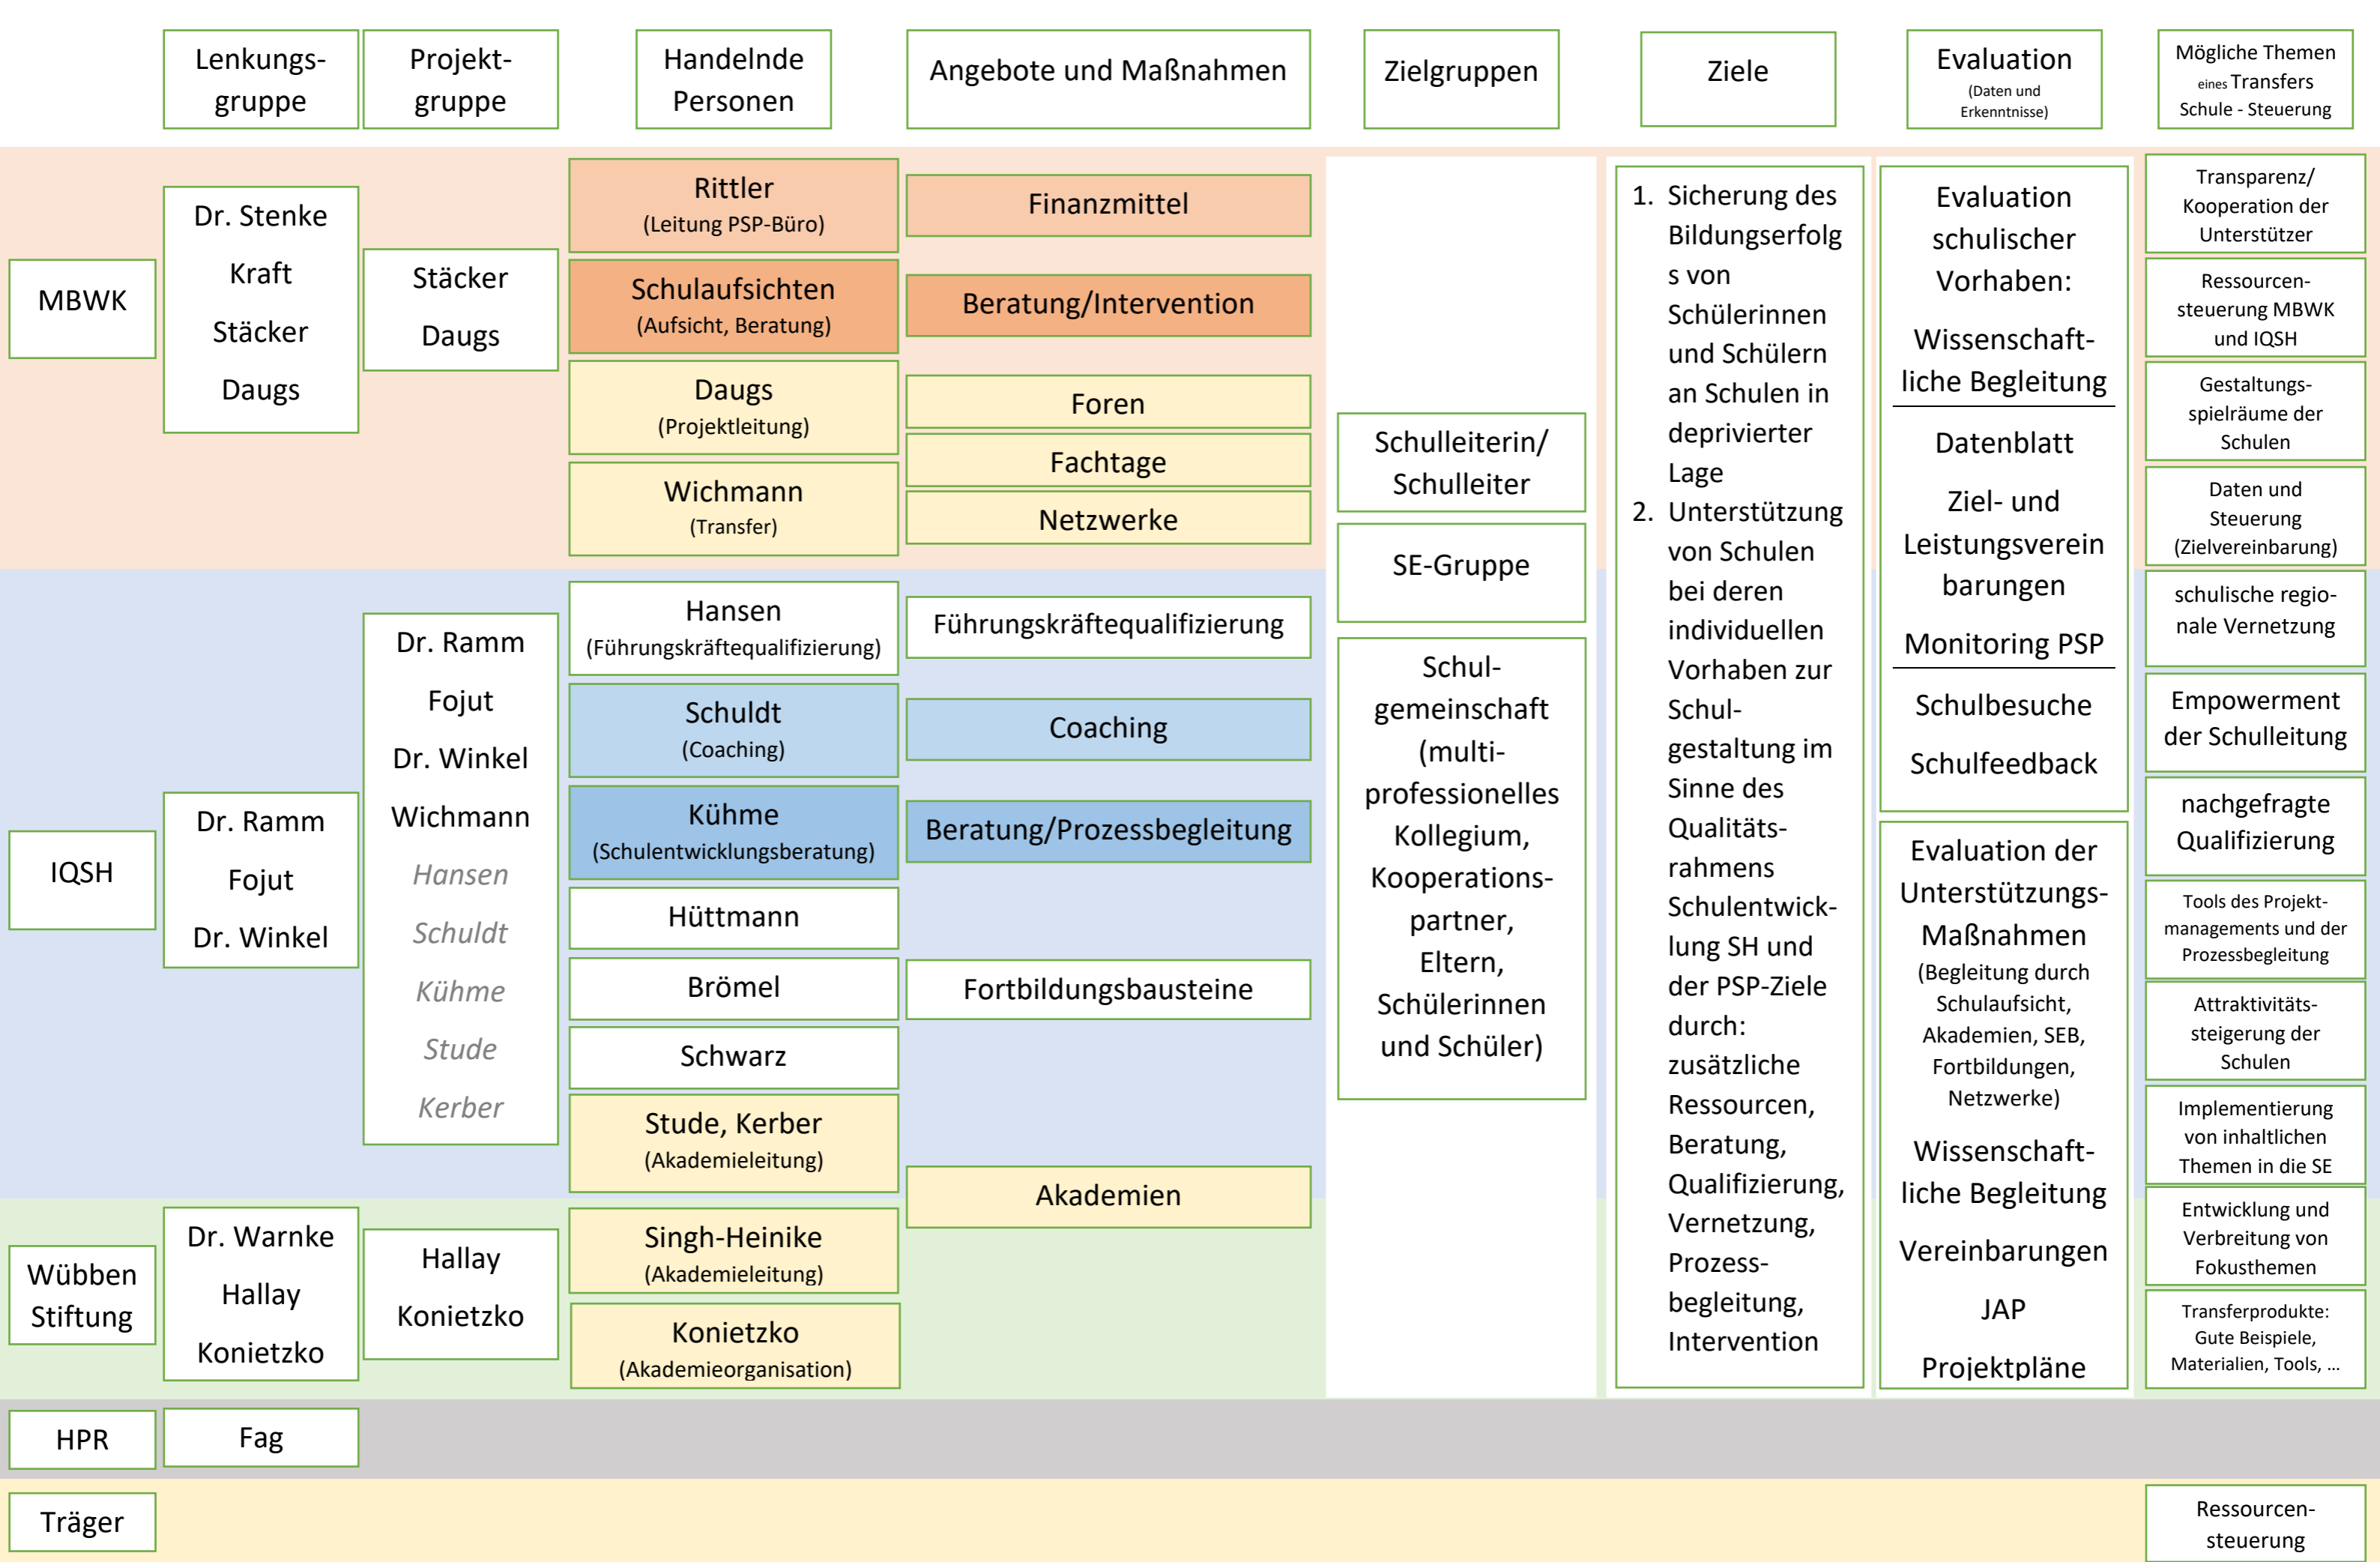 Lenkungs-
gruppe
Projekt-
gruppe
Handelnde
Personen
Angebote und Maßnahmen
Zielgruppen
Ziele
Evaluation
(Daten und
Erkenntnisse)
Mögliche Themen
eines Transfers
Schule - Steuerung
MBWK
Dr. Stenke
Kraft
Stäcker
Daugs
Stäcker
Daugs
Rittler
(Leitung PSP-Büro)
Schulaufsichten
(Aufsicht, Beratung)
Daugs
(Projektleitung)
Wichmann
(Transfer)
Finanzmittel
Beratung/Intervention
Foren
Fachtage
Netzwerke
IQSH
Dr. Ramm
Fojut
Dr. Winkel
Dr. Ramm
Fojut
Dr. Winkel
Wichmann
Hansen
Schuldt
Kühme
Stude
Kerber
Hansen
(Führungskräftequalifizierung)
Schuldt
(Coaching)
Kühme
(Schulentwicklungsberatung)
Hüttmann
Brömel
Schwarz
Stude, Kerber
(Akademieleitung)
Führungskräftequalifizierung
Coaching
Beratung/Prozessbegleitung
Fortbildungsbausteine
Akademien
Wübben
Stiftung
Dr. Warnke
Hallay
Konietzko
Hallay
Konietzko
Singh-Heinike
(Akademieleitung)
Konietzko
(Akademieorganisation)
Schulleiterin/
Schulleiter
SE-Gruppe
Schul-
gemeinschaft
(multi-
professionelles
Kollegium,
Kooperations-
partner,
Eltern,
Schülerinnen
und Schüler)
1. Sicherung des
Bildungserfolg
s von
Schülerinnen
und Schülern
an Schulen in
deprivierter
Lage
2. Unterstützung
von Schulen
bei deren
individuellen
Vorhaben zur
Schul-
gestaltung im
Sinne des
Qualitäts-
rahmens
Schulentwick-
lung SH und
der PSP-Ziele
durch:
zusätzliche
Ressourcen,
Beratung,
Qualifizierung,
Vernetzung,
Prozess-
begleitung,
Intervention
Evaluation
schulischer
Vorhaben:
Wissenschaft-
liche Begleitung
Datenblatt
Ziel- und
Leistungsverein
barungen
Monitoring PSP
Schulbesuche
Schulfeedback
Evaluation der
Unterstützungs-
Maßnahmen
(Begleitung durch
Schulaufsicht,
Akademien, SEB,
Fortbildungen,
Netzwerke)
Wissenschaft-
liche Begleitung
Vereinbarungen
JAP
Projektpläne
Transparenz/
Kooperation der
Unterstützer
Ressourcen-
steuerung MBWK
und IQSH
Gestaltungs-
spielräume der
Schulen
Daten und
Steuerung
(Zielvereinbarung)
schulische regio-
nale Vernetzung
Empowerment
der Schulleitung
nachgefragte
Qualifizierung
Tools des Projekt-
managements und der
Prozessbegleitung
Attraktivitäts-
steigerung der
Schulen
Implementierung
von inhaltlichen
Themen in die SE
Entwicklung und
Verbreitung von
Fokusthemen
Transferprodukte:
Gute Beispiele,
Materialien, Tools, …
HPR
Fag
Träger
Ressourcen-
steuerung